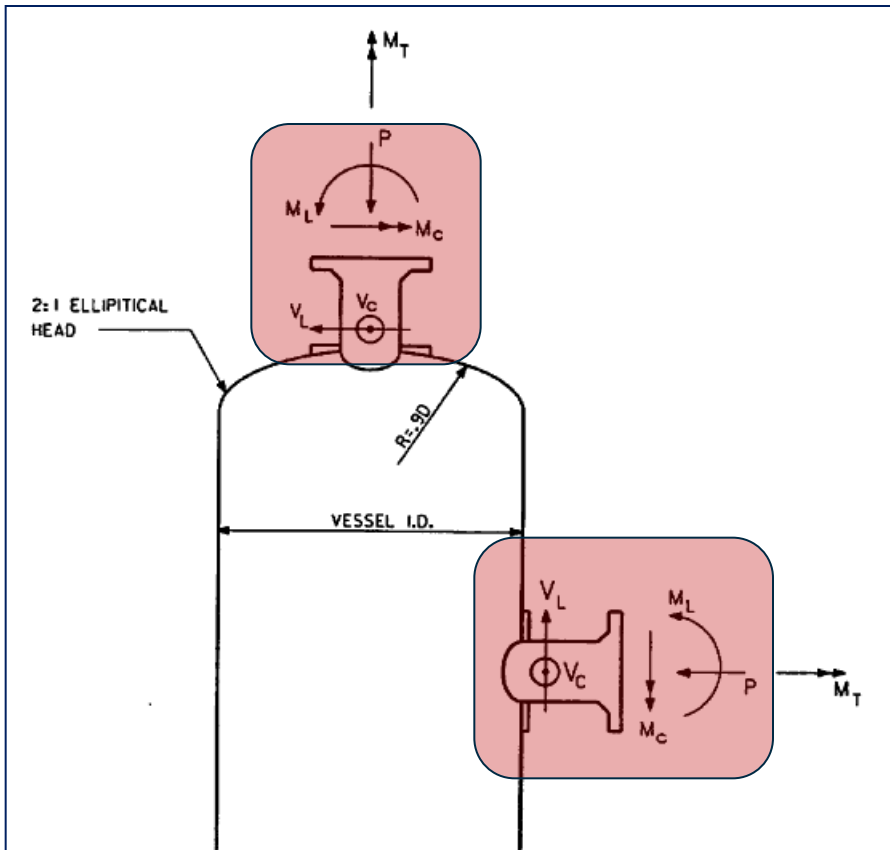 M_T
P
M_L
M_C
V_C
V_L
2:1 ELLIPITICAL
HEAD
R=.9D
VESSEL I.D.
V_L
M_L
V_C
P
M_T
M_C